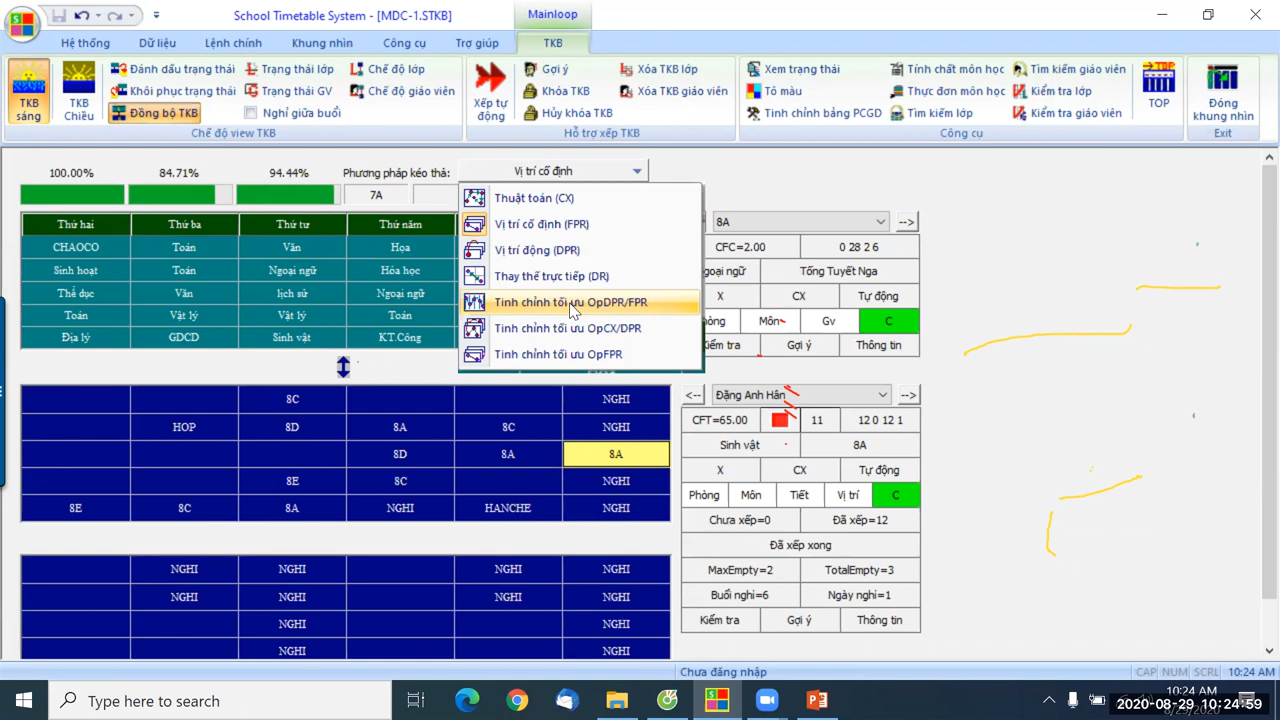 School Timetable System - [MDC-1.STKB]
Mainloop
Hệ thống
Dữ liệu
Lệnh chính
Khung nhìn
Công cụ
Trợ giúp
TKB
TKB sáng
TKB Chiều
Đánh dấu trạng thái
Khôi phục trạng thái
Đồng bộ TKB
Trạng thái lớp
Trạng thái GV
Nghỉ giữa buổi
Chế độ lớp
Chế độ giáo viên
Chế độ view TKB
Xếp tự động
Gợi ý
Khóa TKB
Hủy khóa TKB
Xóa TKB lớp
Xóa TKB giáo viên
Hỗ trợ xếp TKB
Xem trạng thái
Tô màu
Tinh chỉnh bảng PCGD
Tính chất môn học
Thực đơn môn học
Tìm kiếm lớp
Tìm kiếm giáo viên
Kiểm tra lớp
Kiểm tra giáo viên
Công cụ
TOP
TOP
Đóng khung nhìn
Exit
100.00% 84.71% 94.44% Phương pháp kéo thả: Vị trí cố định
7A
Thuật toán (CX)
Vị trí cố định (FPR)
Vị trí động (DPR)
Thay thế trực tiếp (DR)
Tinh chỉnh tối ưu OpDPR/FPR
Tinh chỉnh tối ưu OpCX/DPR
Tinh chỉnh tối ưu OpFPR
Thứ hai Thứ ba Thứ tư Thứ năm
CHAOCO Toán Văn Họa
Sinh hoạt Toán Ngoại ngữ Hóa học
Thể dục Văn lịch sử Ngoại ngữ
Toán Vật lý Vật lý Toán
Địa lý GDCD Sinh vật KT.Công
8A -->
CFC=2.00 0 28 2 6
goại ngữ Tống Tuyết Nga
X CX Tự động
hòng Môn Gv C
Kiểm tra Gợi ý Thông tin
8C NGHI
HOP 8D 8A 8C NGHI
8D 8A 8A
8E 8C NGHI
8E 8C 8A NGHI HANCHE NGHI
<-- Đặng Anh Hân -->
CFT=65.00 11 12 0 12 1
Sinh vật 8A
X CX Tự động
Phòng Môn Tiết Vị trí C
Chưa xếp=0 Đã xếp=12
Đã xếp xong
MaxEmpty=2 TotalEmpty=3
Buổi nghi=6 Ngày nghi=1
Kiểm tra Gợi ý Thông tin
NGHI NGHI NGHI NGHI
NGHI NGHI NGHI NGHI
NGHI NGHI
NGHI NGHI
Chưa đăng nhập
CAP NUM SCRL 10:24 AM
Type here to search
10:24 AM
2020-08-29 10:24:59